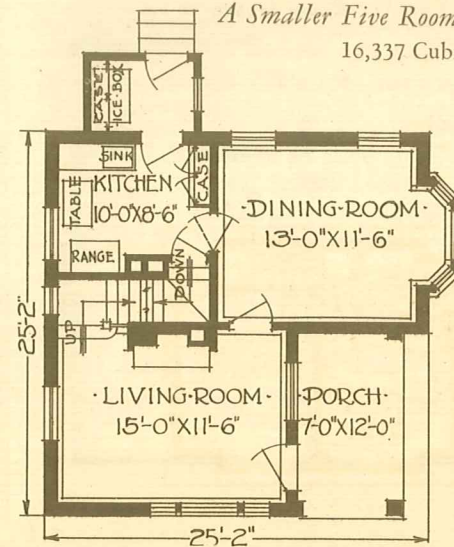 A Smaller Five Room
16,337 Cub
CASE
ICE·BOX
SINK
CASE
KITCHEN
10'-0"X8'-6"
TABLE
RANGE
DOWN
UP
·DINING·ROOM·
13'-0"X11'-6"
·LIVING·ROOM·
15'-0"X11'-6"
·PORCH·
7'-0"X12'-0"
25'-2"
25'-2"